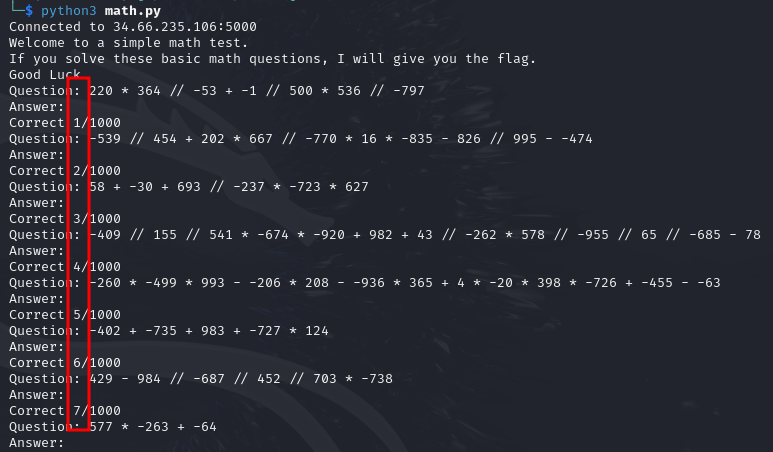 └─$ python3 math.py
Connected to 34.66.235.106:5000
Welcome to a simple math test.
If you solve these basic math questions, I will give you the flag.
Good Luck
Question: 220 * 364 // -53 + -1 // 500 * 536 // -797
Answer:
Correct 1/1000
Question: -539 // 454 + 202 * 667 // -770 * 16 * -835 - 826 // 995 - -474
Answer:
Correct 2/1000
Question: 58 + -30 + 693 // -237 * -723 * 627
Answer:
Correct 3/1000
Question: -409 // 155 // 541 * -674 * -920 + 982 + 43 // -262 * 578 // -955 // 65 // -685 - 78
Answer:
Correct 4/1000
Question: -260 * -499 * 993 - -206 * 208 - -936 * 365 + 4 * -20 * 398 * -726 + -455 - -63
Answer:
Correct 5/1000
Question: -402 + -735 + 983 + -727 * 124
Answer:
Correct 6/1000
Question: 429 - 984 // -687 // 452 // 703 * -738
Answer:
Correct 7/1000
Question: 577 * -263 + -64
Answer: